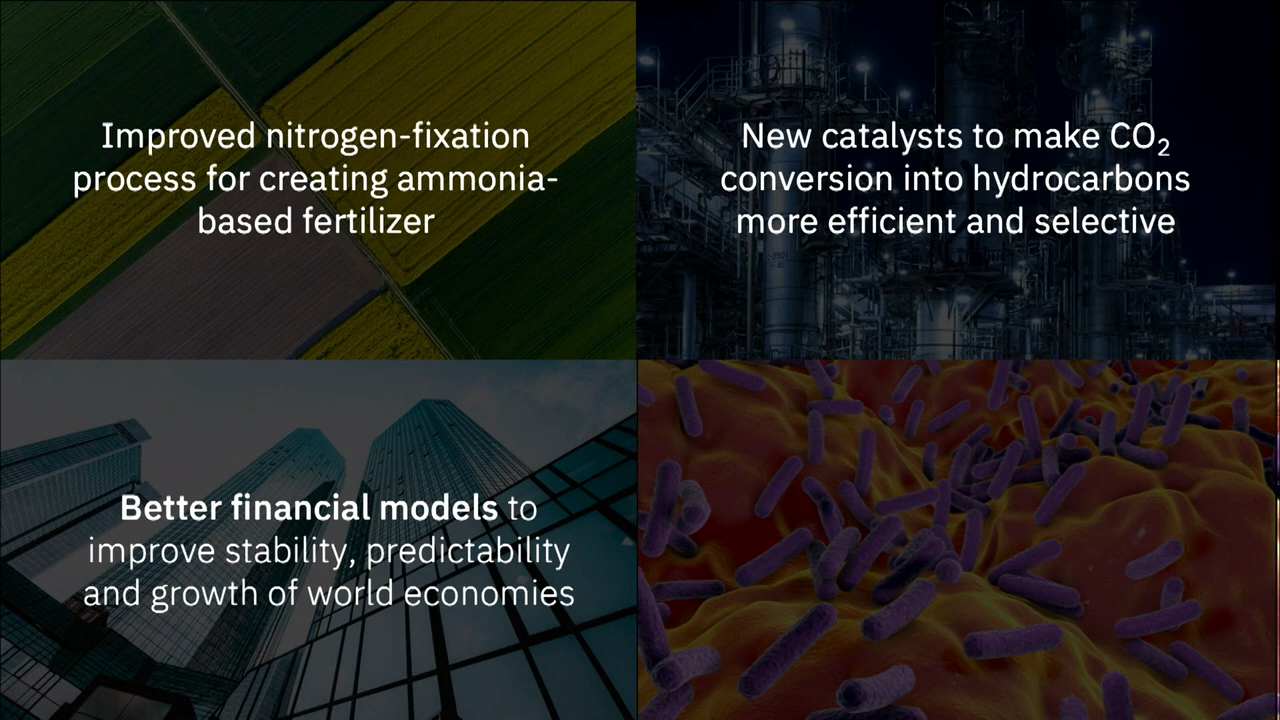 Improved nitrogen-fixation
process for creating ammonia-
based fertilizer
New catalysts to make CO₂
conversion into hydrocarbons
more efficient and selective
Better financial models to
improve stability, predictability
and growth of world economies